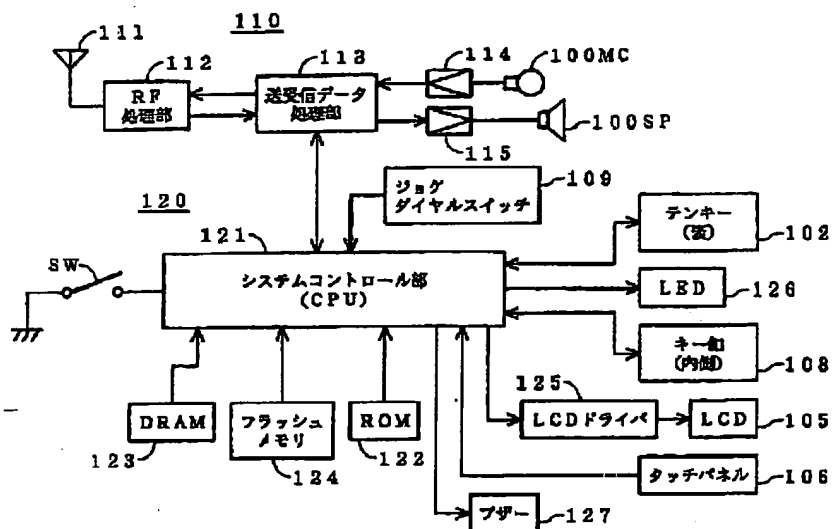 110
111
112
RF
処理部
113
送受信データ
処理部
114
100MC
115
100SP
120
ジョグ
ダイヤルスイッチ
109
テンキー
102
121
システムコントロール部
(CPU)
SW
LED
126
(内側)
108
DRAM
123
フラッシュ
メモリ
124
ROM
122
125
LCDドライバ
LCD
105
タッチパネル
106
ブザー
127